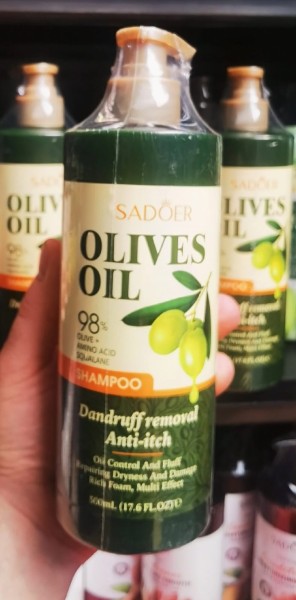 SADOER
OLIVES
OIL
98%
OLIVE +
AMINO ACID
SQUALANE
SHAMPOO
Dandruff removal
Anti-itch
Oil Control And Fluff
Repairing Dryness And Damage
Rich Foam, Multi Effect
500mL (17.6 FL.OZ)